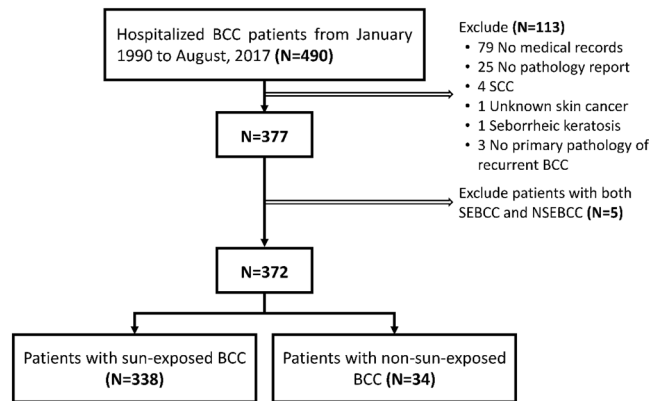 Hospitalized BCC patients from January
1990 to August, 2017 (N=490)
Exclude (N=113)
• 79 No medical records
• 25 No pathology report
• 4 SCC
• 1 Unknown skin cancer
• 1 Seborrheic keratosis
• 3 No primary pathology of
recurrent BCC
N=377
Exclude patients with both
SEBCC and NSEBCC (N=5)
N=372
Patients with sun-exposed BCC
(N=338)
Patients with non-sun-exposed
BCC (N=34)